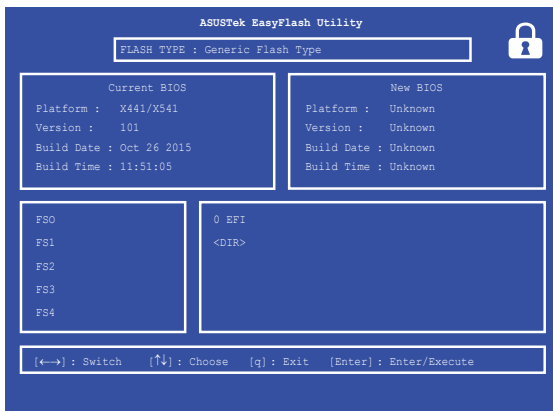 ASUSTek EasyFlash Utility
FLASH TYPE : Generic Flash Type
Current BIOS
Platform : X441/X541
Version : 101
Build Date : Oct 26 2015
Build Time : 11:51:05
New BIOS
Platform : Unknown
Version : Unknown
Build Date : Unknown
Build Time : Unknown
FSO
FS1
FS2
FS3
FS4
0 EFI
<DIR>
[←→] : Switch [↑↓] : Choose [q] : Exit [Enter] : Enter/Execute